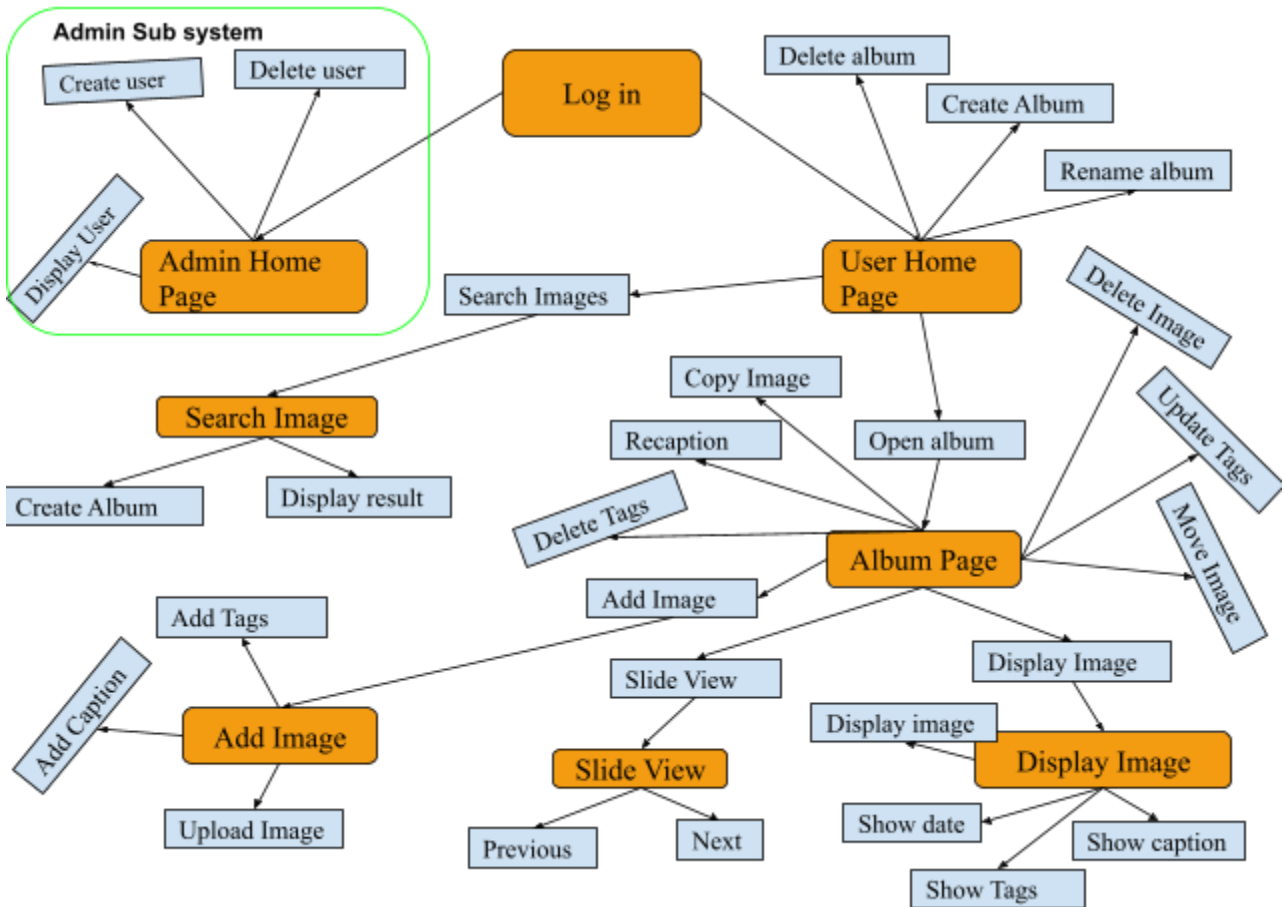 Admin Sub system
Create user
Delete user
Log in
Delete album
Create Album
Rename album
Display User
Admin Home
Page
User Home
Page
Search Images
Delete Image
Copy Image
Search Image
Recaption
Open album
Update Tags
Create Album
Display result
Delete Tags
Album Page
Move Image
Add Image
Add Tags
Slide View
Display Image
Add Caption
Add Image
Display image
Slide View
Display Image
Upload Image
Previous
Next
Show date
Show caption
Show Tags